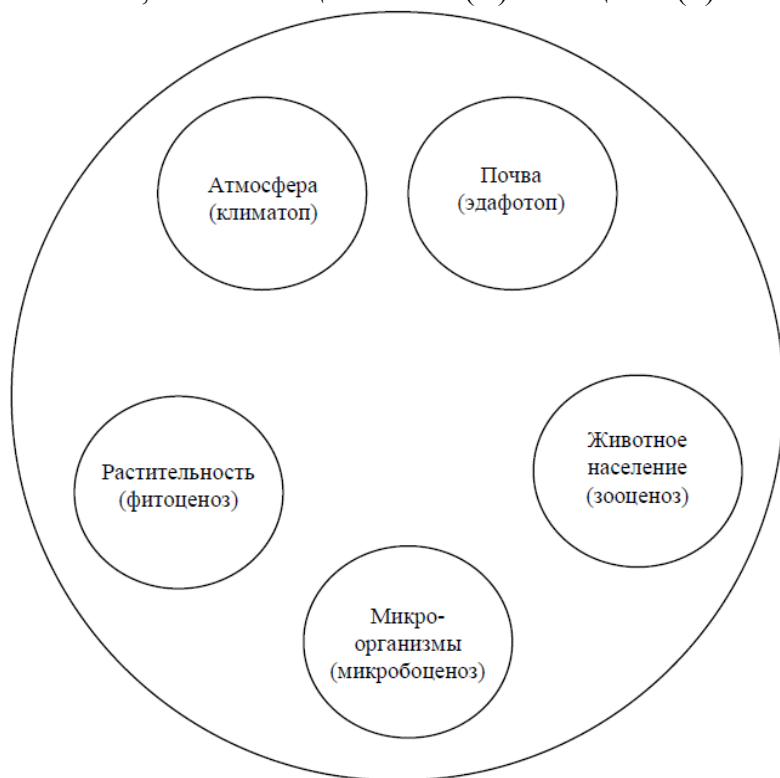 Атмосфера
(климатоп)
Почва
(эдафотоп)
Растительность
(фитоценоз)
Животное
население
(зооценоз)
Микро-
организмы
(микробоценоз)